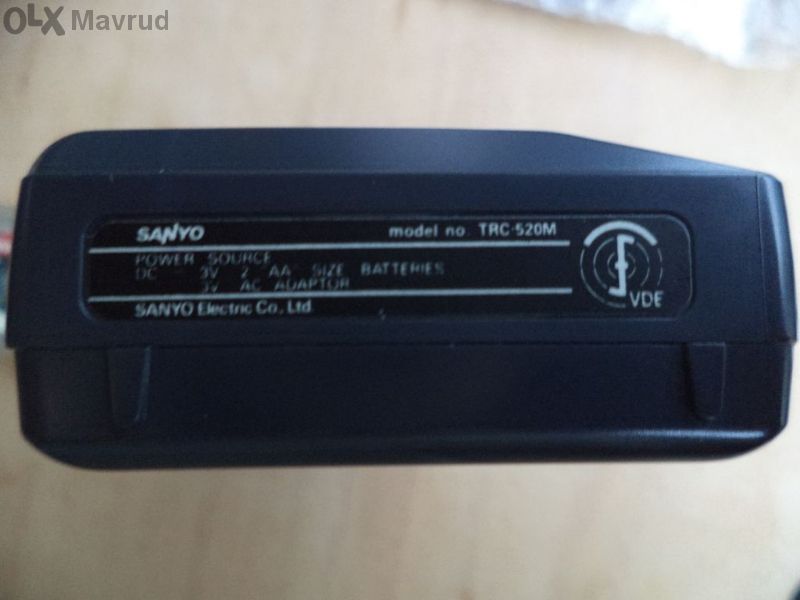 OLX Mavrud
SANYO model no TRC-520M
POWER SOURCE
DC 3V 2 AA SIZE BATTERIES
3V AC ADAPTOR
SANYO Electric Co., Ltd.
VDE